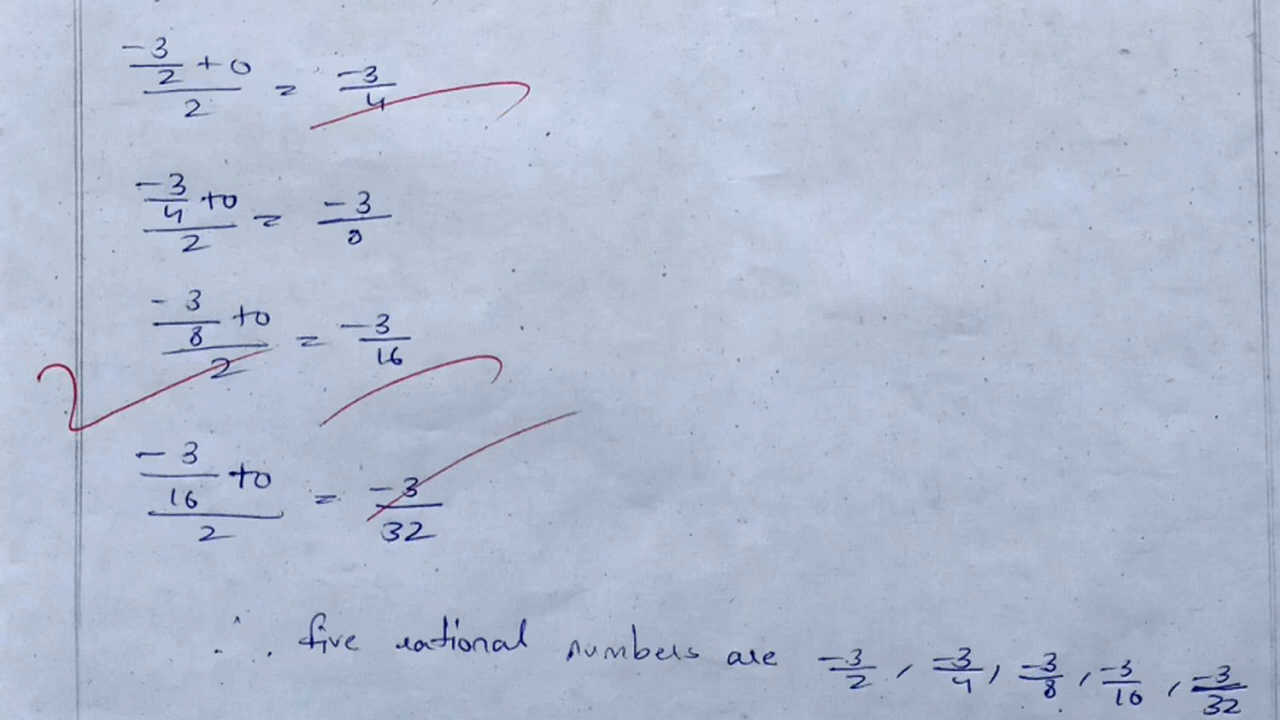 (-3/2 + 0)/2 = -3/4
(-3/4 + 0)/2 = -3/8
(-3/8 + 0)/2 = -3/16
(-3/16 + 0)/2 = -3/32
∴ five rational numbers are -3/2, -3/4, -3/8, -3/16, -3/32